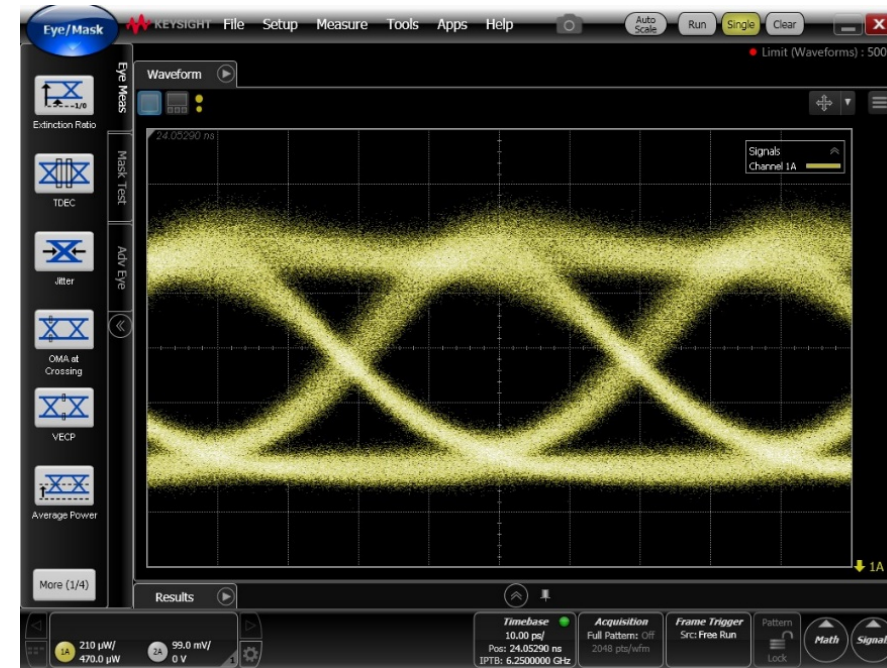 Eye/Mask
KEYSIGHT File Setup Measure Tools Apps Help
Auto Scale
Run Single Clear
Limit (Waveforms) : 500
Waveform
Eye Meas
Mask Test
Adv Eye
Extinction Ratio
TDEC
Jitter
OMA at
Crossing
VECP
Average Power
More (1/4)
24.05290 ns
Signals
Channel 1A
1A
Results
1A 210 µW/
470.0 µW
2A 99.0 mV/
0 V
1
Timebase
10.00 ps/
Pos: 24.05290 ns
IPTB: 6.2500000 GHz
Acquisition
Full Pattern: Off
2048 pts/wfm
Frame Trigger
Src: Free Run
Pattern
Lock
Math
Signal